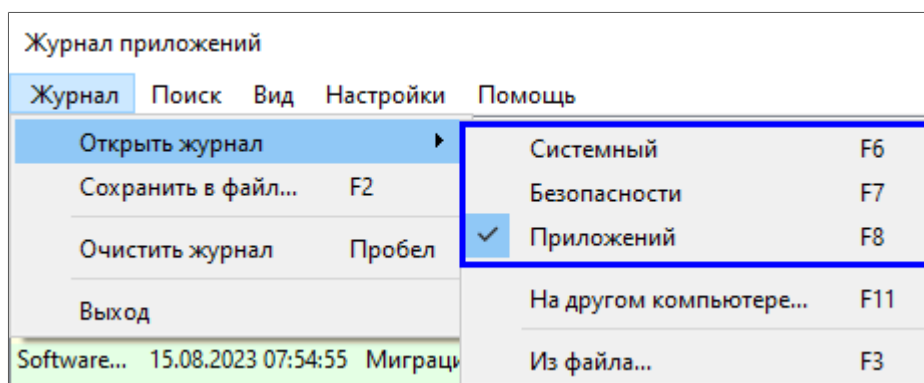 Журнал приложений
Журнал Поиск Вид Настройки Помощь
Открыть журнал
Сохранить в файл... F2
Очистить журнал Пробел
Выход
Системный F6
Безопасности F7
Приложений F8
На другом компьютере... F11
Из файла... F3
Software... 15.08.2023 07:54:55